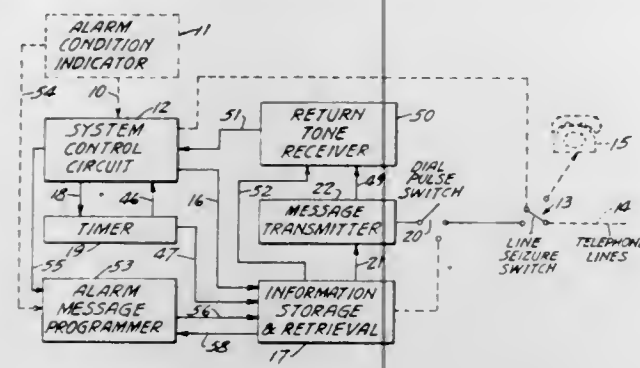 ALARM
CONDITION
INDICATOR
11
54
10
12
51
50
SYSTEM
CONTROL
CIRCUIT
RETURN
TONE
RECEIVER
15
18
46
16
52
22
49
DIAL
PULSE
SWITCH
13
14
TIMER
MESSAGE
TRANSMITTER
20
LINE
SEIZURE
SWITCH
TELEPHONE
LINES
19
47
21
55
53
ALARM
MESSAGE
PROGRAMMER
56
58
INFORMATION
STORAGE
& RETRIEVAL
17